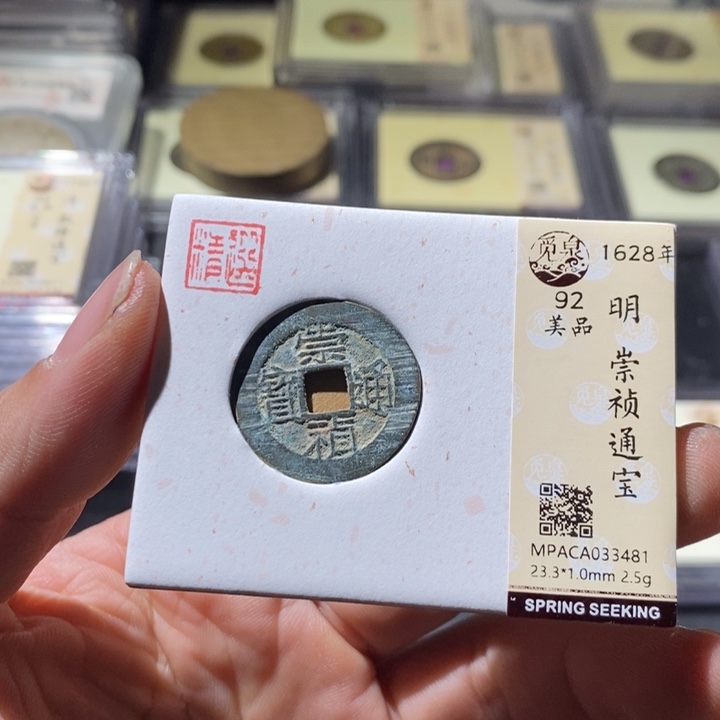 崇
寶 通
禎
觅泉
1628年
92
美品
明 崇祯通宝
MPACA033481
23.3*1.0mm 2.5g
SPRING SEEKING